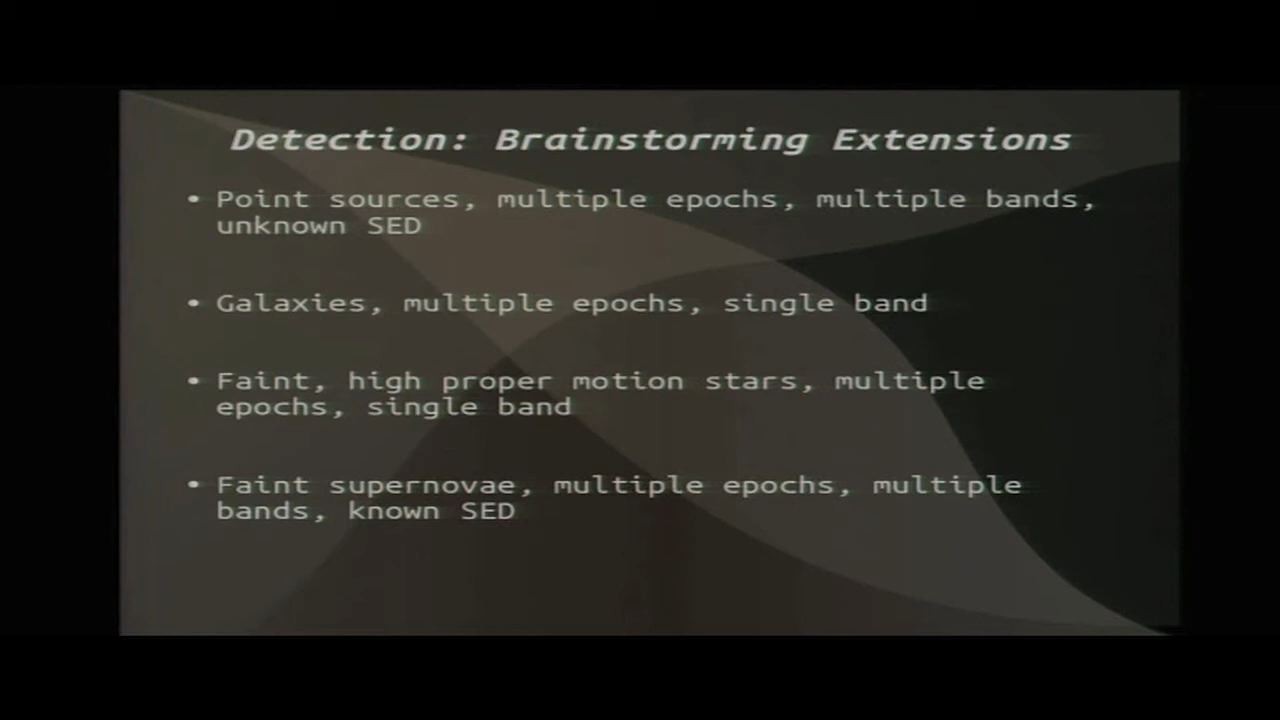 Detection: Brainstorming Extensions
• Point sources, multiple epochs, multiple bands,
unknown SED
• Galaxies, multiple epochs, single band
• Faint, high proper motion stars, multiple
epochs, single band
• Faint supernovae, multiple epochs, multiple
bands, known SED